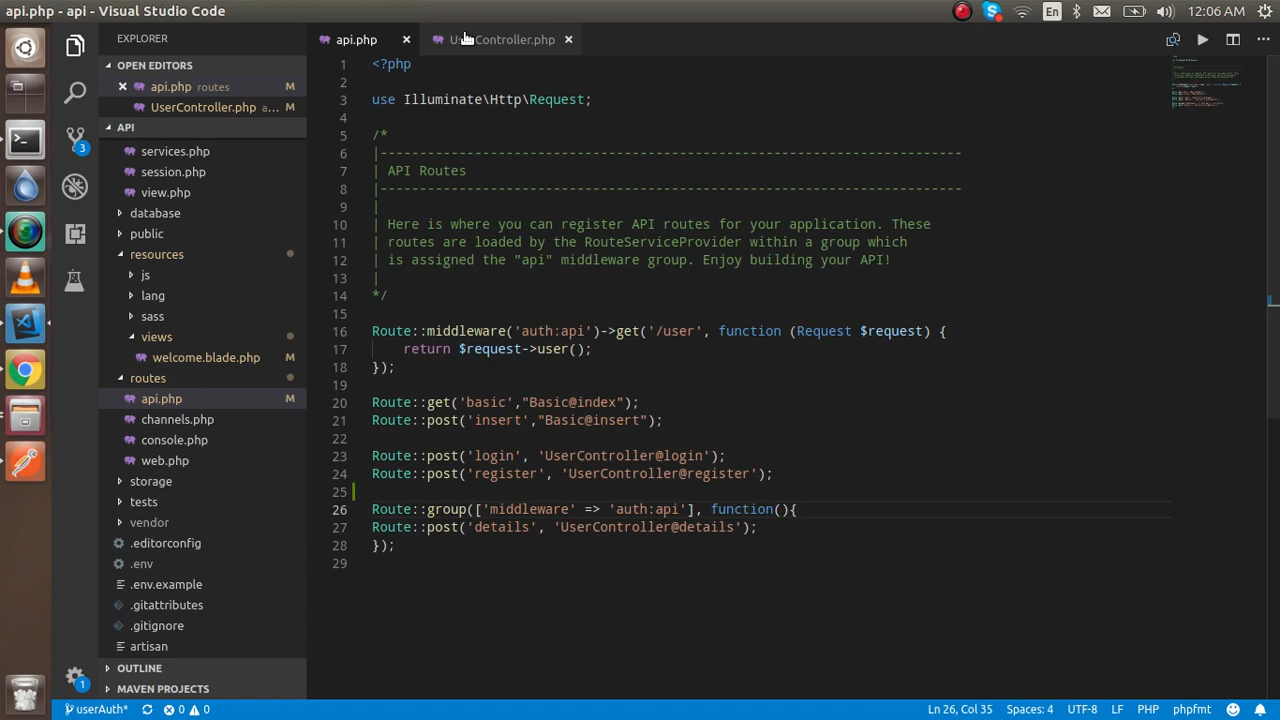 api.php - api - Visual Studio Code
En
12:06 AM
EXPLORER
api.php
UserController.php
OPEN EDITORS
api.php routes M
UserController.php a... M
API
services.php
session.php
view.php
database
public
resources
js
lang
sass
views
welcome.blade.php M
routes
api.php M
channels.php
console.php
web.php
storage
tests
vendor
.editorconfig
.env
.env.example
.gitattributes
.gitignore
artisan
OUTLINE
MAVEN PROJECTS
3
1
1 <?php
2
3 use Illuminate\Http\Request;
4
5 /*
6 |--------------------------------------------------------------------------
7 | API Routes
8 |--------------------------------------------------------------------------
9 |
10 | Here is where you can register API routes for your application. These
11 | routes are loaded by the RouteServiceProvider within a group which
12 | is assigned the "api" middleware group. Enjoy building your API!
13 |
14 */
15
16 Route::middleware('auth:api')->get('/user', function (Request $request) {
17 return $request->user();
18 });
19
20 Route::get('basic',"Basic@index");
21 Route::post('insert',"Basic@insert");
22
23 Route::post('login', 'UserController@login');
24 Route::post('register', 'UserController@register');
25
26 Route::group(['middleware' => 'auth:api'], function(){
27 Route::post('details', 'UserController@details');
28 });
29
userAuth* 0 0 Ln 26, Col 35 Spaces: 4 UTF-8 LF PHP phpfmt